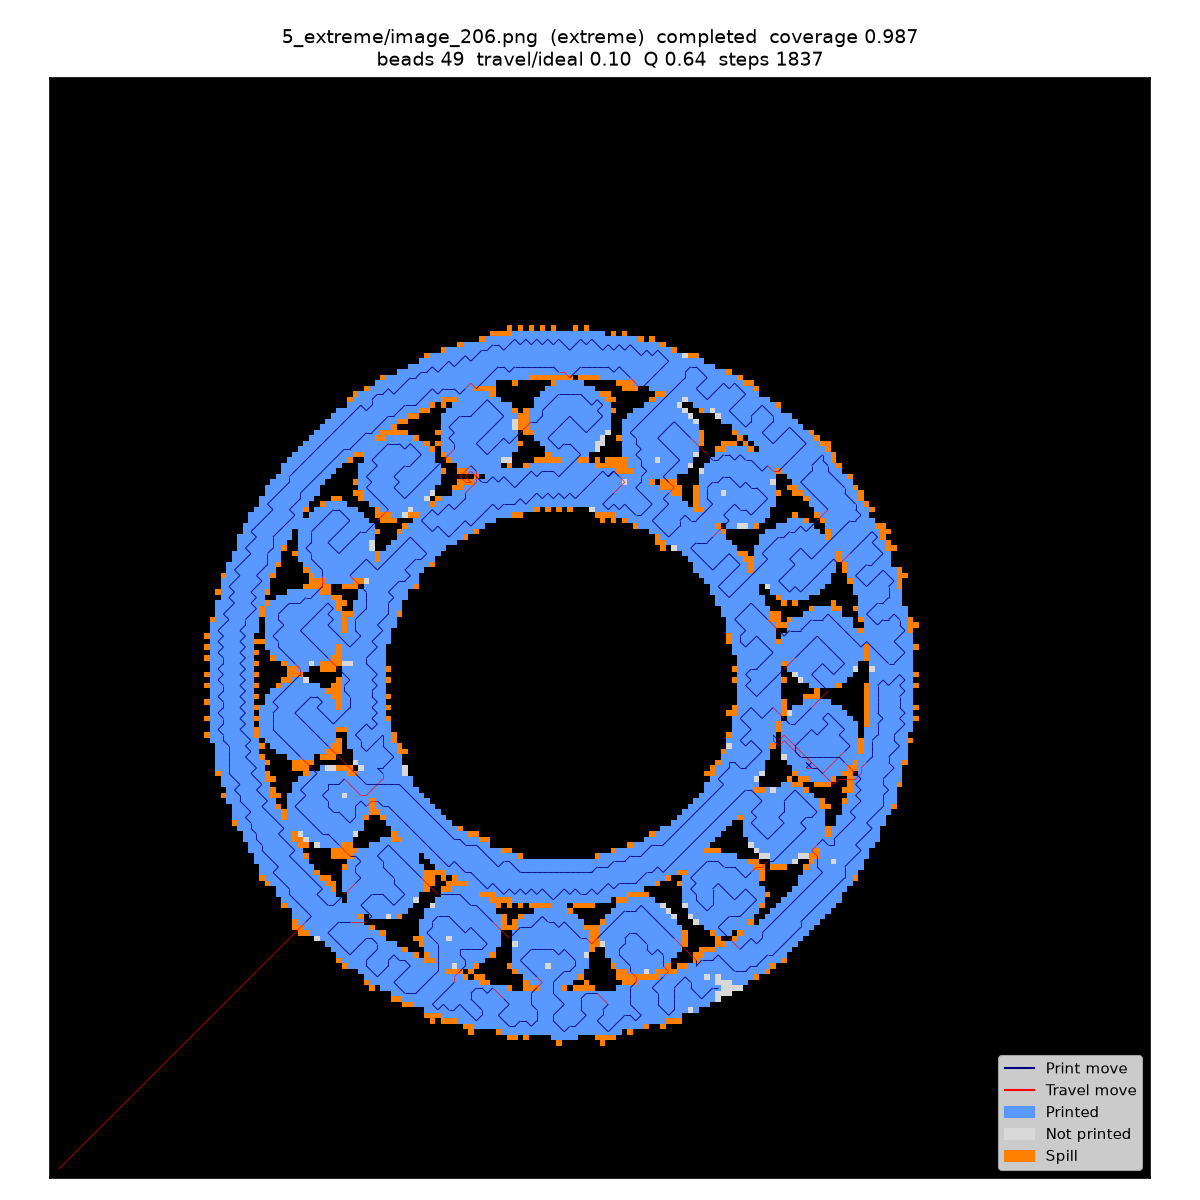 5_extreme/image_206.png  (extreme)  completed  coverage 0.987
beads 49  travel/ideal 0.10  Q 0.64  steps 1837
Print move
Travel move
Printed
Not printed
Spill